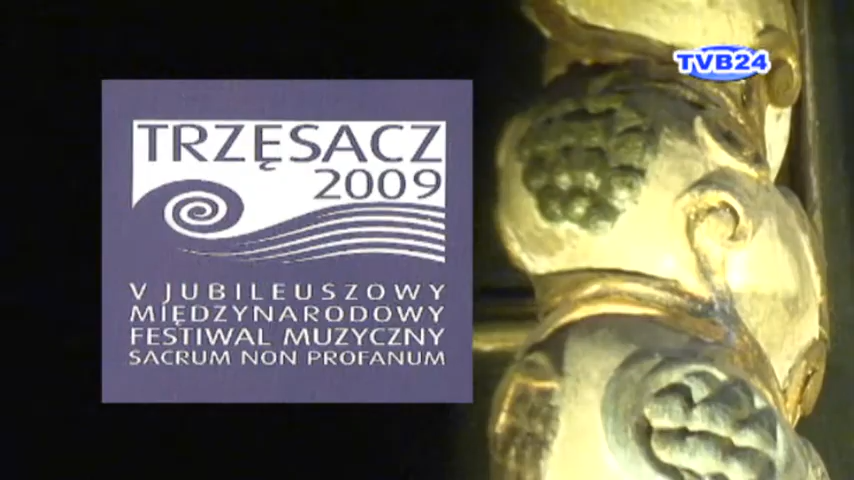 TVB24
TRZĘSACZ
2009
V JUBILEUSZOWY
MIĘDZYNARODOWY
FESTIWAL MUZYCZNY
SACRUM NON PROFANUM